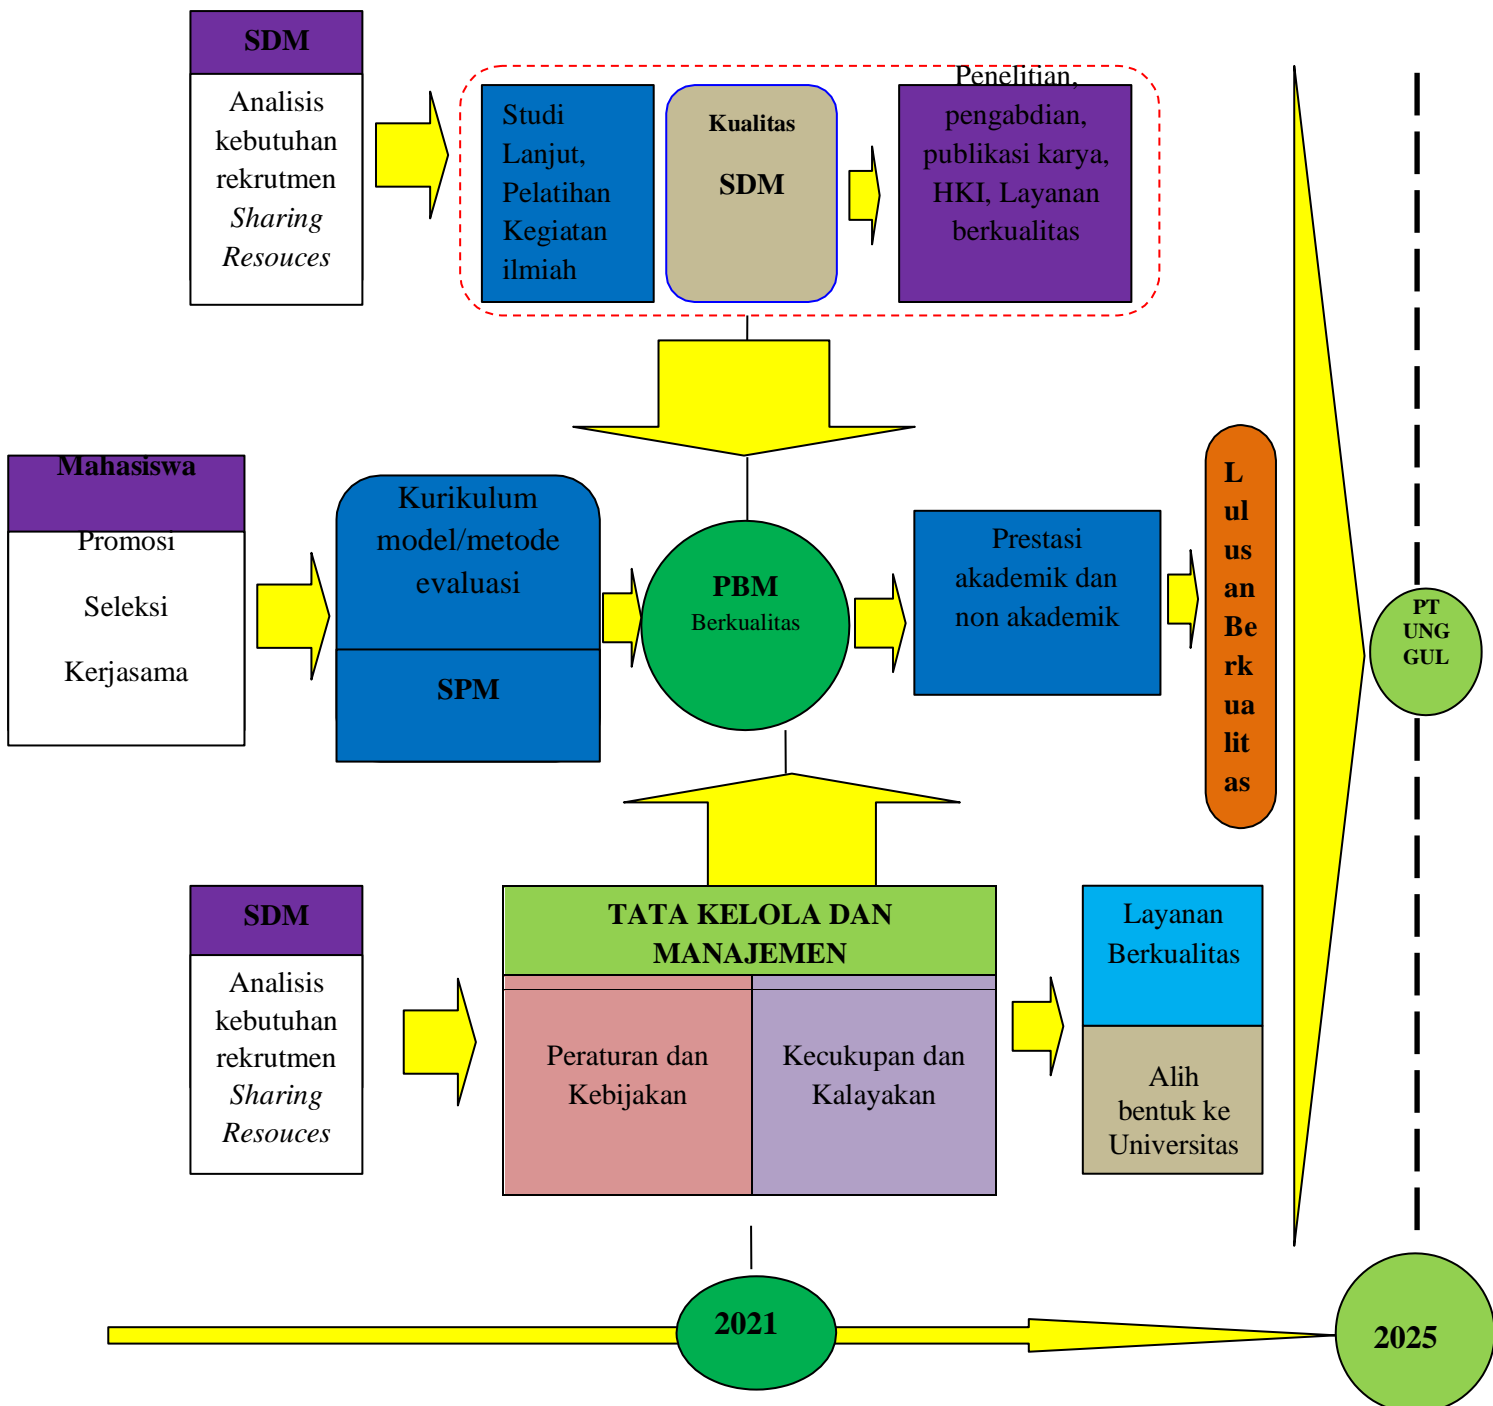 SDM
Analisis
kebutuhan
rekrutmen
Sharing
Resouces
Studi
Lanjut,
Pelatihan
Kegiatan
ilmiah
Kualitas
SDM
Penelitian,
pengabdian,
publikasi karya,
HKI, Layanan
berkualitas
Mahasiswa
Promosi
Seleksi
Kerjasama
Kurikulum
model/metode
evaluasi
SPM
PBM
Berkualitas
Prestasi
akademik dan
non akademik
L
ul
us
an
Be
rk
ua
lit
as
PT
UNG
GUL
SDM
Analisis
kebutuhan
rekrutmen
Sharing
Resouces
TATA KELOLA DAN
MANAJEMEN
Peraturan dan
Kebijakan
Kecukupan dan
Kalayakan
Layanan
Berkualitas
Alih
bentuk ke
Universitas
2021
2025